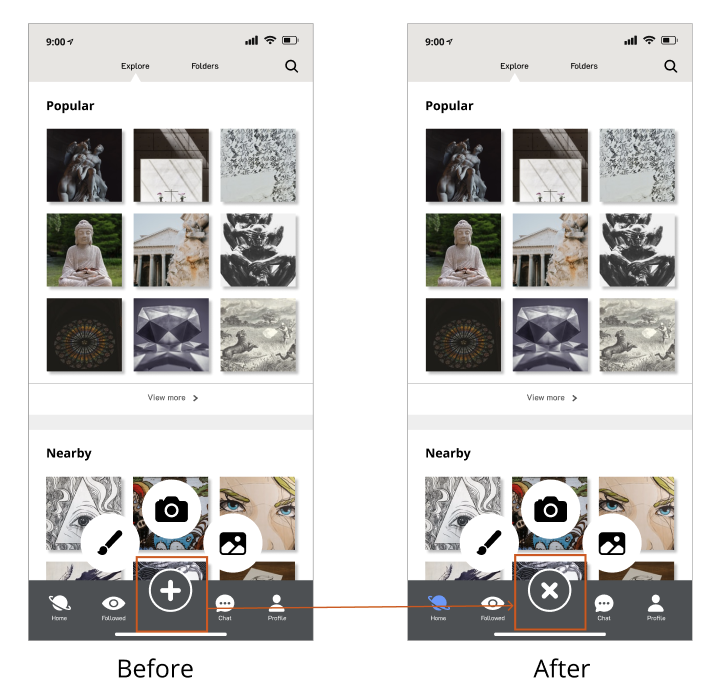 9:00
Explore
Folders
Popular
View more
Nearby
Home
Followed
Chat
Profile
Before
9:00
Explore
Folders
Popular
View more
Nearby
Home
Followed
Chat
Profile
After